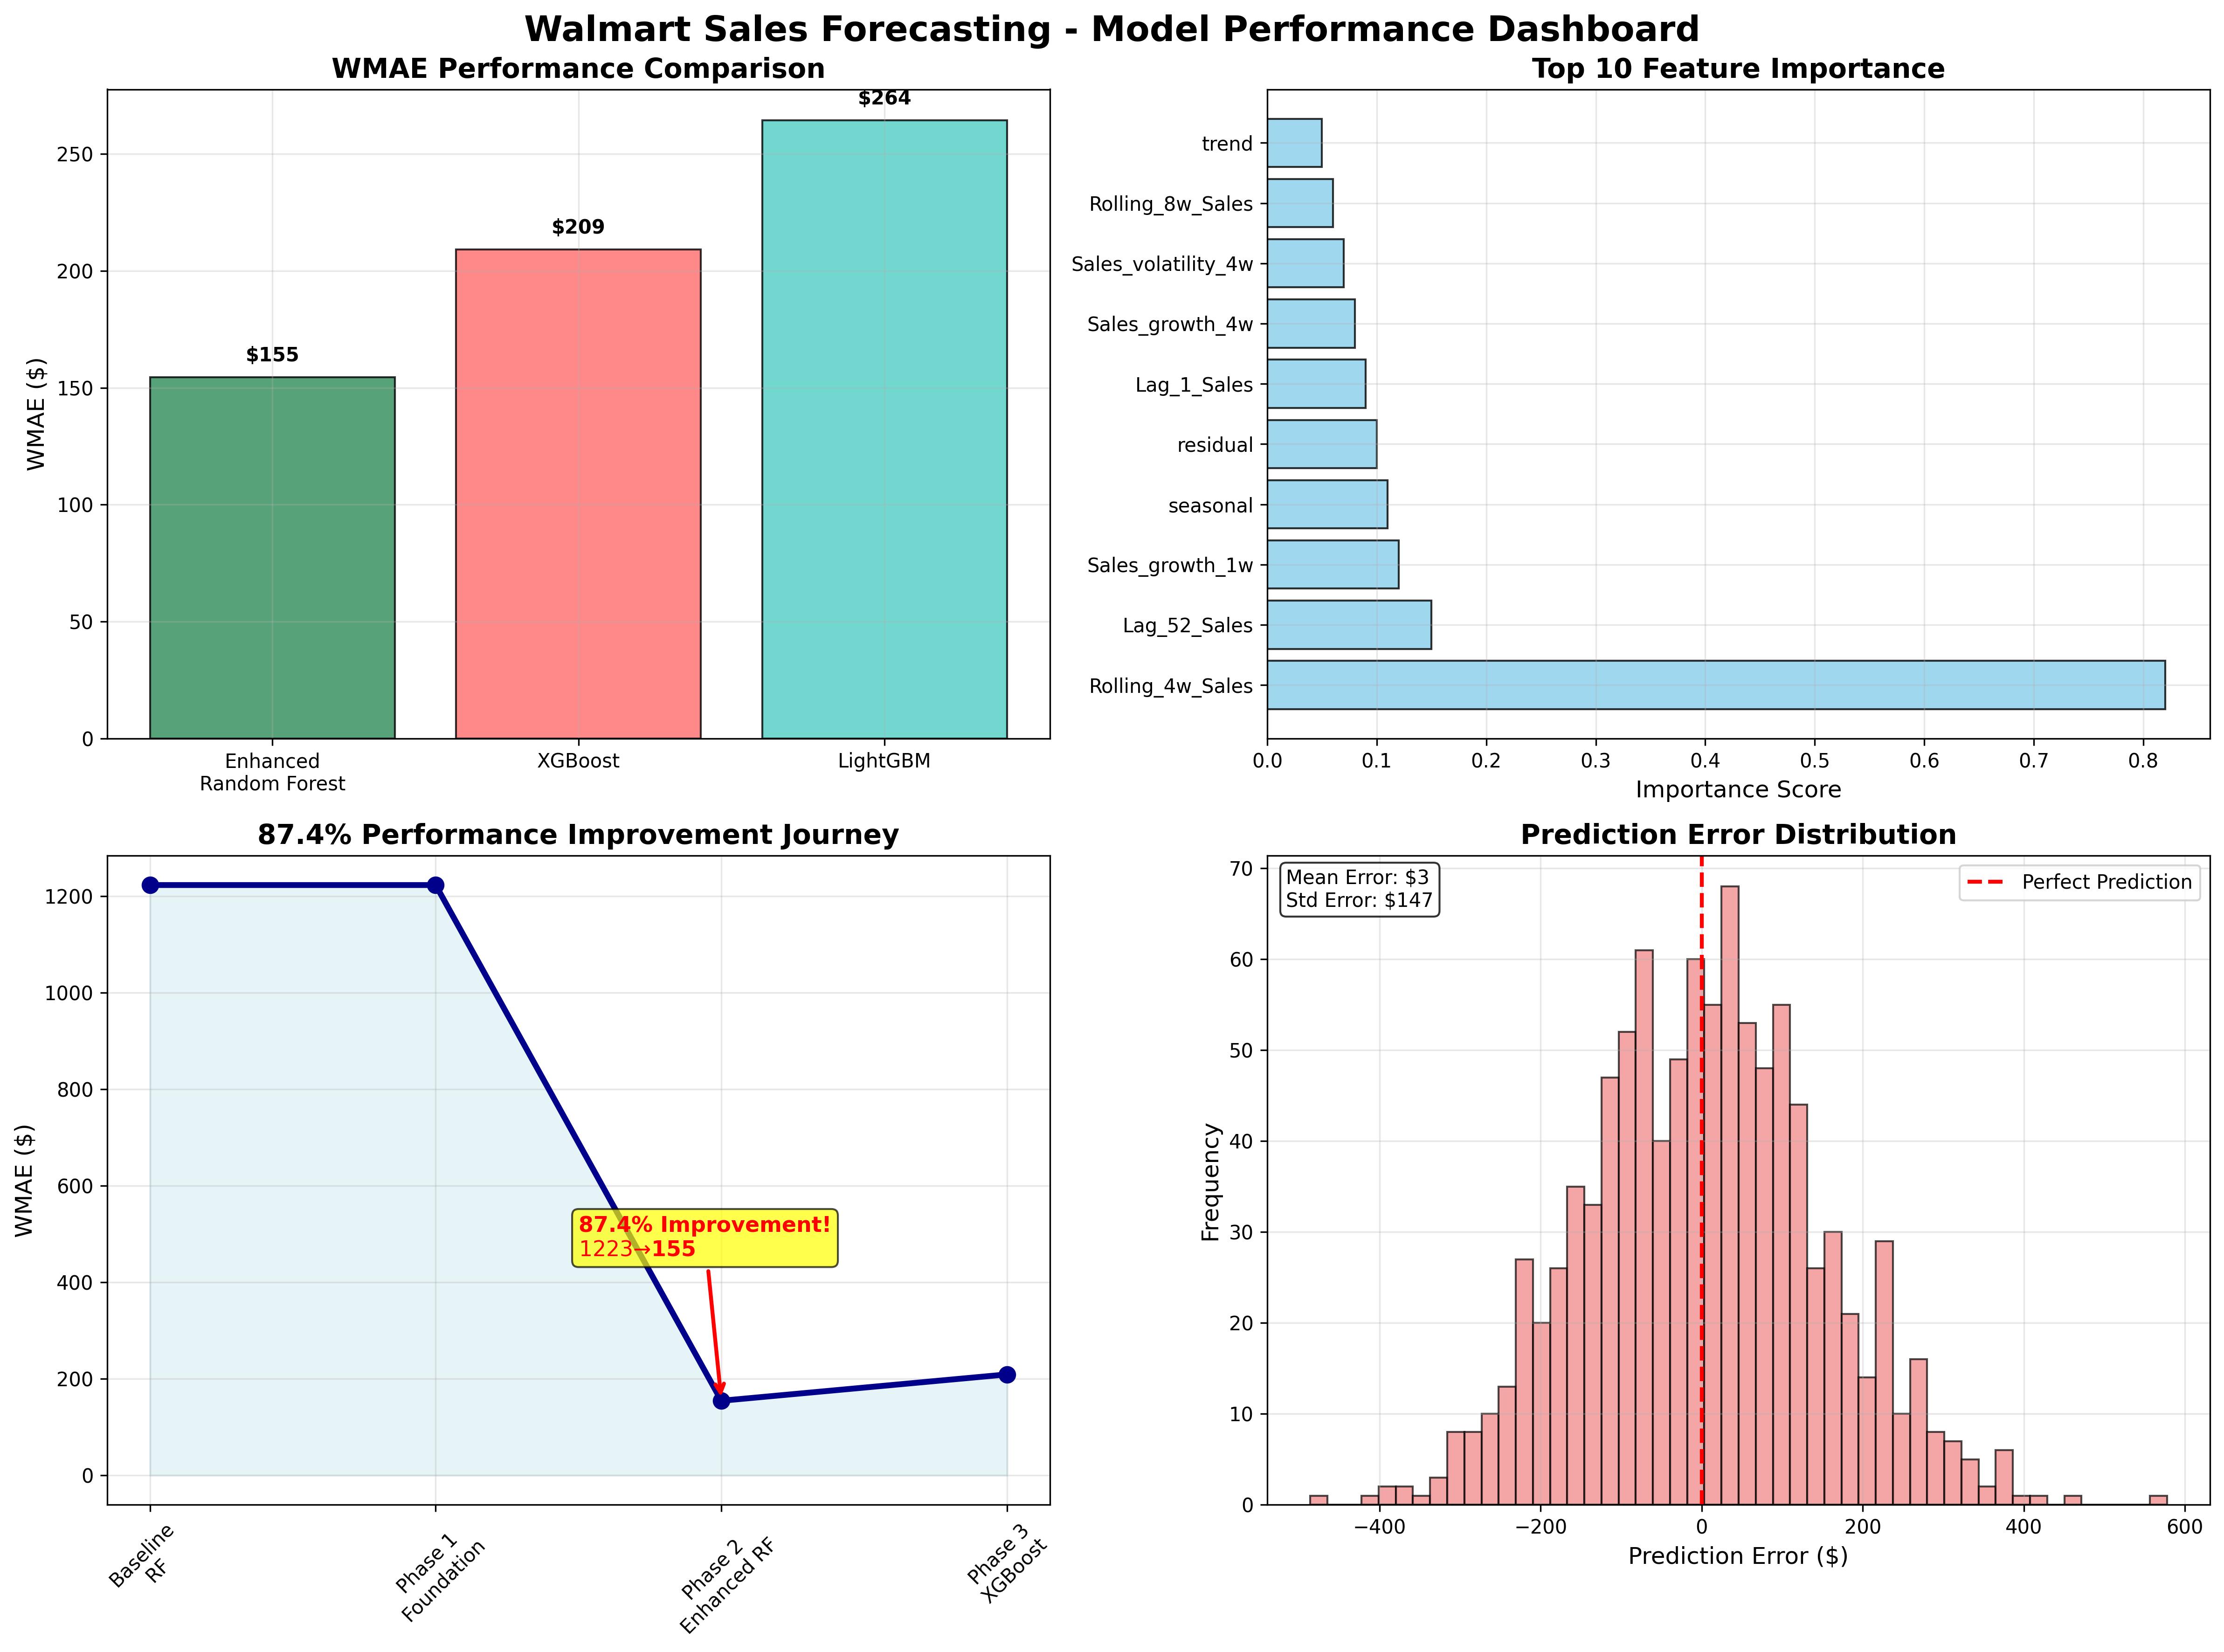 Walmart Sales Forecasting - Model Performance Dashboard
WMAE Performance Comparison
WMAE ($)
250
200
150
100
50
0
$155
$209
$264
Enhanced
Random Forest
XGBoost
LightGBM
Top 10 Feature Importance
trend
Rolling_8w_Sales
Sales_volatility_4w
Sales_growth_4w
Lag_1_Sales
residual
seasonal
Sales_growth_1w
Lag_52_Sales
Rolling_4w_Sales
0.0 0.1 0.2 0.3 0.4 0.5 0.6 0.7 0.8
Importance Score
87.4% Performance Improvement Journey
WMAE ($)
1200
1000
800
600
400
200
0
87.4% Improvement!
1223→155
Baseline
RF
Phase 1
Foundation
Phase 2
Enhanced RF
Phase 3
XGBoost
Prediction Error Distribution
Mean Error: $3
Std Error: $147
Perfect Prediction
Frequency
70
60
50
40
30
20
10
0
−400 −200 0 200 400 600
Prediction Error ($)